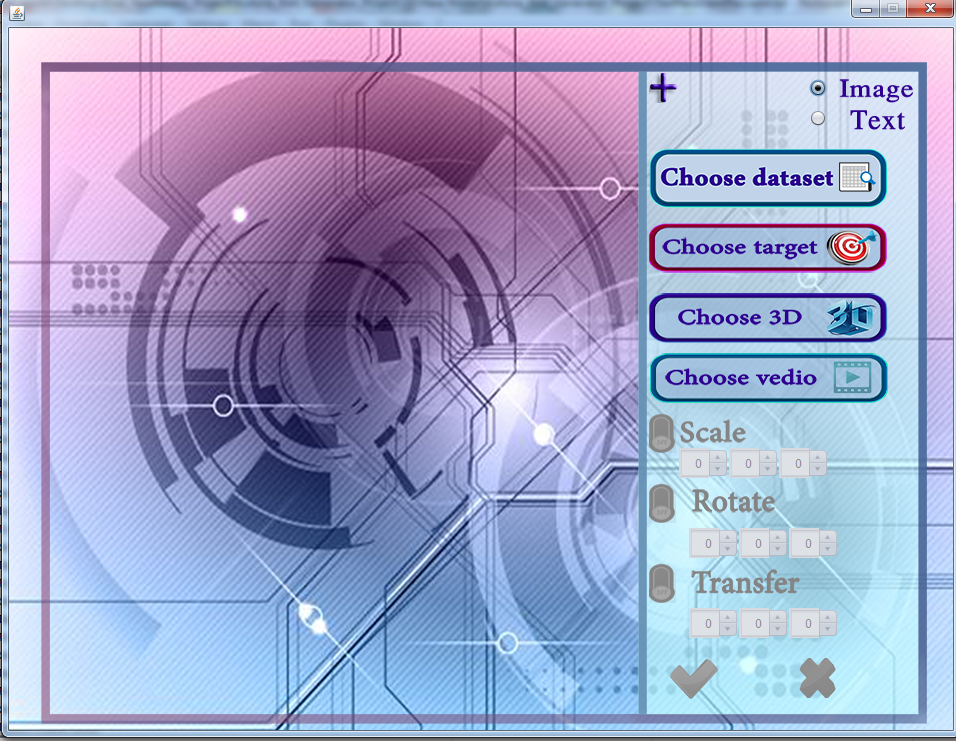 Image
Text
Choose dataset
Choose target
Choose 3D 3D
Choose vedio
Scale
0 0 0
Rotate
0 0 0
Transfer
0 0 0